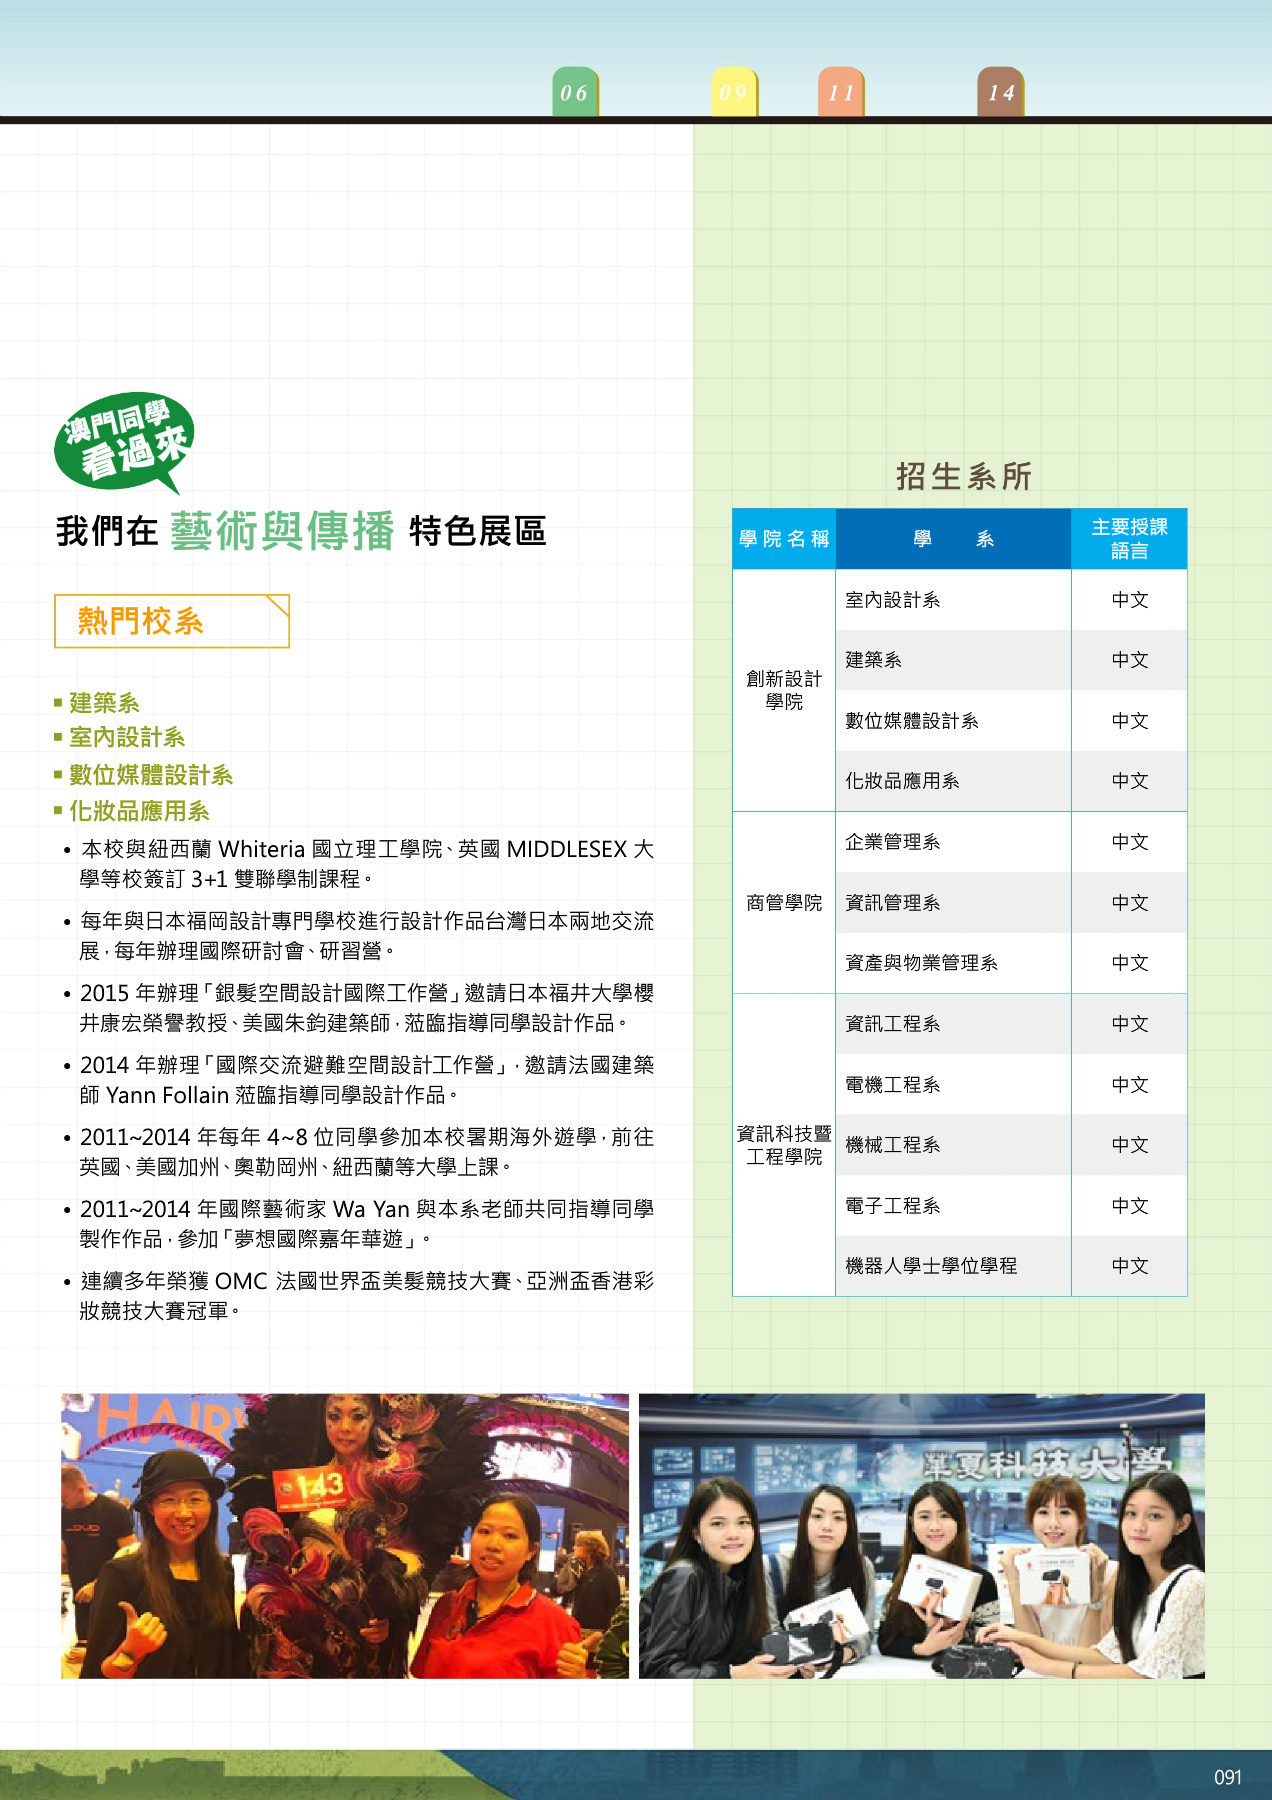 06 09 11 14
澳門同學
看過來
我們在 藝術與傳播 特色展區
熱門校系
▪ 建築系
▪ 室內設計系
▪ 數位媒體設計系
▪ 化妝品應用系
• 本校與紐西蘭 Whiteria 國立理工學院、英國 MIDDLESEX 大
學等校簽訂 3+1 雙聯學制課程。
• 每年與日本福岡設計專門學校進行設計作品台灣日本兩地交流
展，每年辦理國際研討會、研習營。
• 2015 年辦理「銀髮空間設計國際工作營」邀請日本福井大學櫻
井康宏榮譽教授、美國朱鈞建築師，蒞臨指導同學設計作品。
• 2014 年辦理「國際交流避難空間設計工作營」，邀請法國建築
師 Yann Follain 蒞臨指導同學設計作品。
• 2011~2014 年每年 4~8 位同學參加本校暑期海外遊學，前往
英國、美國加州、奧勒岡州、紐西蘭等大學上課。
• 2011~2014 年國際藝術家 Wa Yan 與本系老師共同指導同學
製作作品，參加「夢想國際嘉年華遊」。
• 連續多年榮獲 OMC 法國世界盃美髮競技大賽、亞洲盃香港彩
妝競技大賽冠軍。
招生系所
學院名稱 學 系 主要授課
語言
創新設計
學院
室內設計系 中文
建築系 中文
數位媒體設計系 中文
化妝品應用系 中文
商管學院
企業管理系 中文
資訊管理系 中文
資產與物業管理系 中文
資訊科技暨
工程學院
資訊工程系 中文
電機工程系 中文
機械工程系 中文
電子工程系 中文
機器人學士學位學程 中文
HAIR
143
華夏科技大學
091